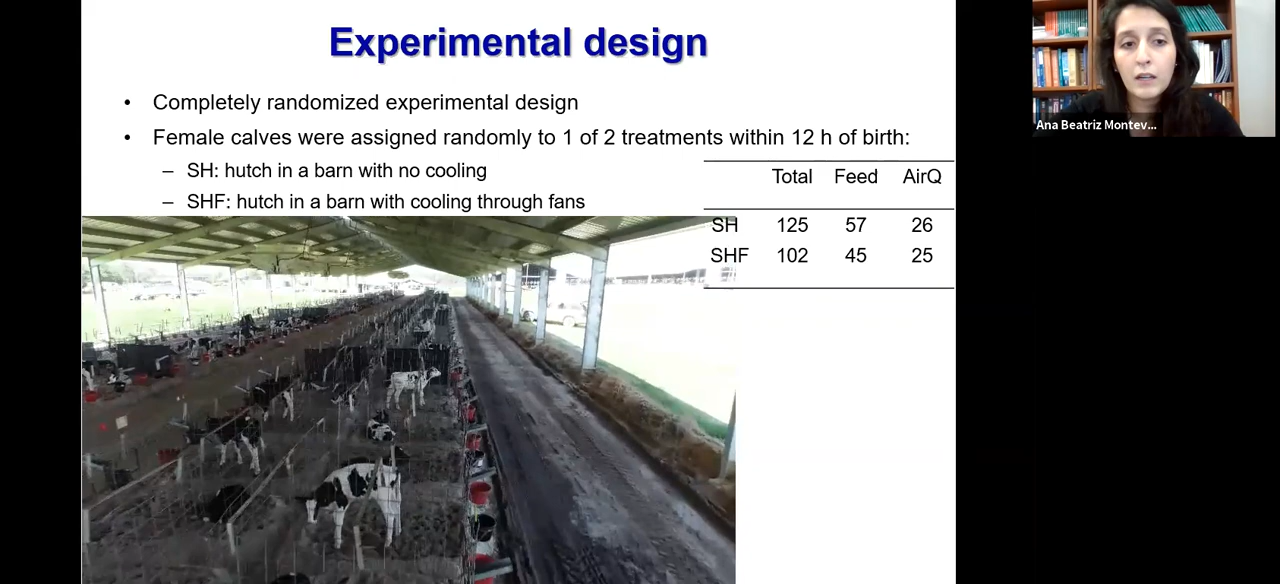 Experimental design
• Completely randomized experimental design
• Female calves were assigned randomly to 1 of 2 treatments within 12 h of birth:
– SH: hutch in a barn with no cooling
– SHF: hutch in a barn with cooling through fans
Total Feed AirQ
SH 125 57 26
SHF 102 45 25
Ana Beatriz Montev...